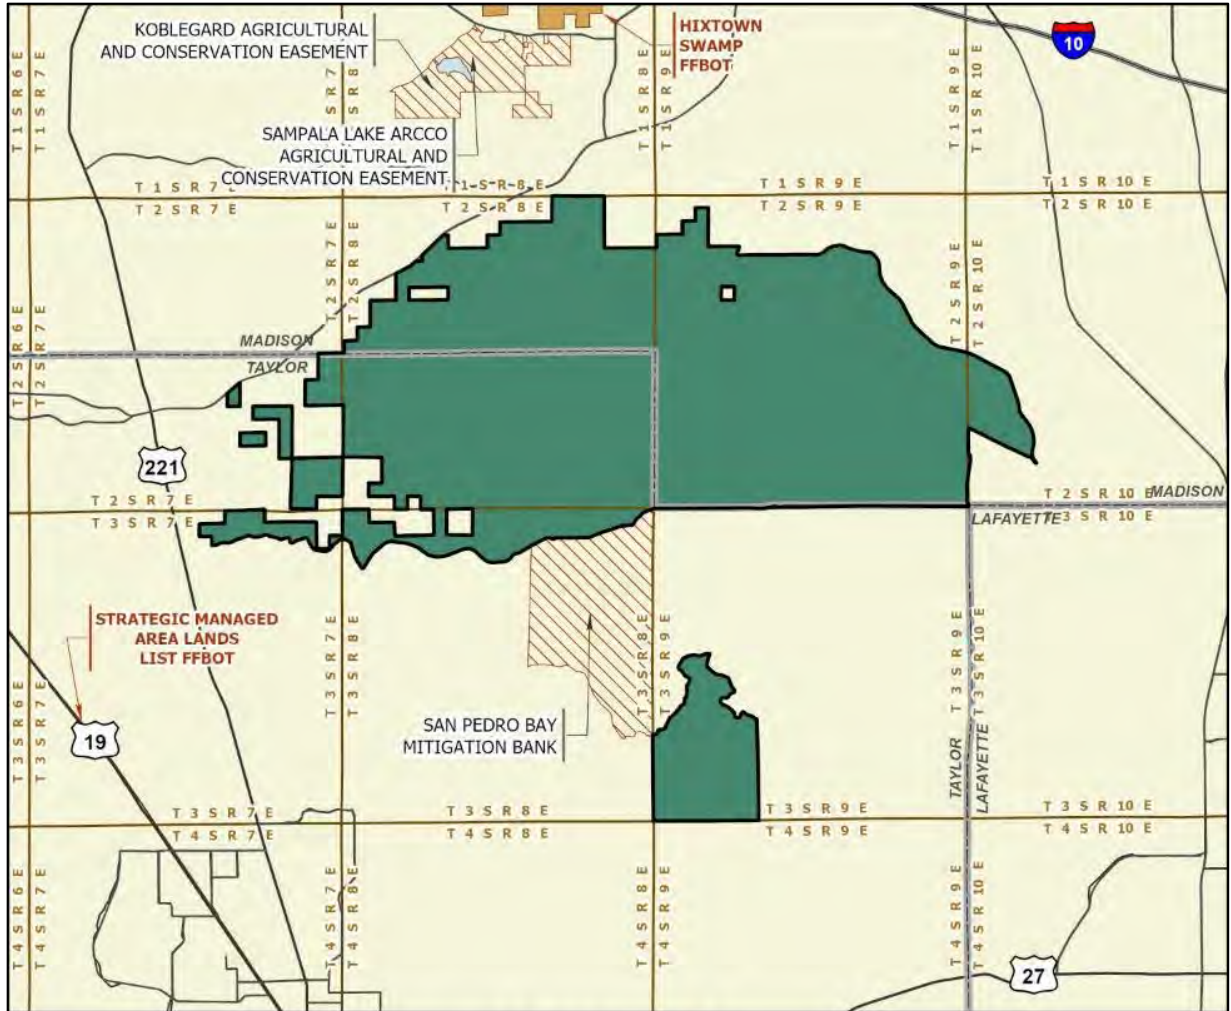 KOBLEGARD AGRICULTURAL
AND CONSERVATION EASEMENT
HIXTOWN
SWAMP
FFBOT
10
SAMPALA LAKE ARCCO
AGRICULTURAL AND
CONSERVATION EASEMENT
T 1 S R 6 E
T 1 S R 7 E
S R 7
S R 8
T 1 S R 8 E
T 1 S R 9 E
T 1 S R 9 E
T 1 S R 10 E
T 1 S R 7 E
T 2 S R 7 E
T 1 S R 8 E
T 2 S R 8 E
T 1 S R 9 E
T 2 S R 9 E
T 1 S R 10 E
T 2 S R 10 E
T 2 S R 6 E
T 2 S R 7 E
T 2 S R 7 E
T 2 S R 8 E
T 2 S R 9 E
T 2 S R 10 E
MADISON
TAYLOR
221
T 2 S R 7 E
T 3 S R 7 E
T 2 S R 10 E
T 3 S R 10 E
MADISON
LAFAYETTE
STRATEGIC MANAGED
AREA LANDS
LIST FFBOT
T 3 S R 6 E
T 3 S R 7 E
T 3 S R 7 E
T 3 S R 8 E
T 3 S R 8 E
T 3 S R 9 E
T 3 S R 9 E
T 3 S R 10 E
TAYLOR
LAFAYETTE
SAN PEDRO BAY
MITIGATION BANK
19
T 3 S R 7 E
T 4 S R 7 E
T 3 S R 8 E
T 4 S R 8 E
T 3 S R 9 E
T 4 S R 9 E
T 3 S R 10 E
T 4 S R 10 E
T 4 S R 6 E
T 4 S R 7 E
T 4 S R 7 E
T 4 S R 8 E
T 4 S R 8 E
T 4 S R 9 E
T 4 S R 9 E
T 4 S R 10 E
27